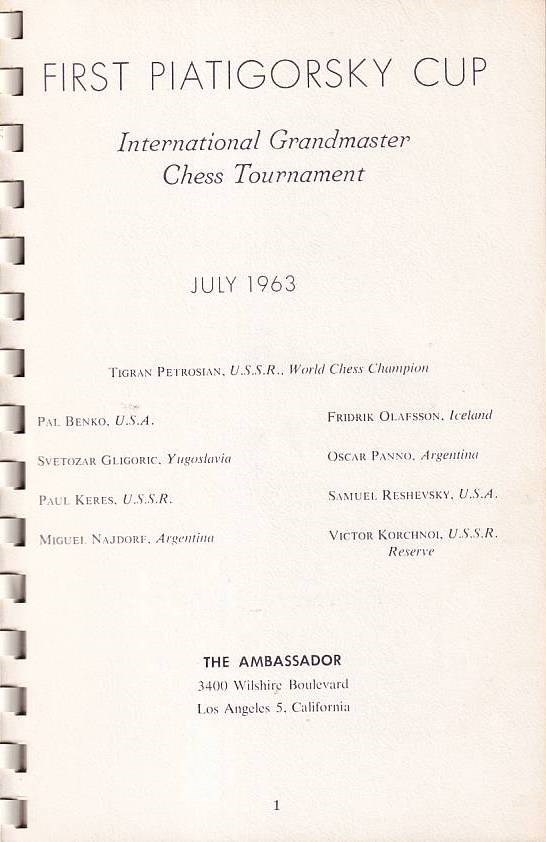 FIRST PIATIGORSKY CUP
International Grandmaster
Chess Tournament
JULY 1963
TIGRAN PETROSIAN, U.S.S.R., World Chess Champion
PAL BENKO, U.S.A.
FRIDRIK OLAFSSON, Iceland
SVETOZAR GLIGORIC, Yugoslavia
OSCAR PANNO, Argentina
PAUL KERES, U.S.S.R.
SAMUEL RESHEVSKY, U.S.A.
MIGUEL NAJDORF, Argentina
VICTOR KORCHNOI, U.S.S.R.
Reserve
THE AMBASSADOR
3400 Wilshire Boulevard
Los Angeles 5, California
1